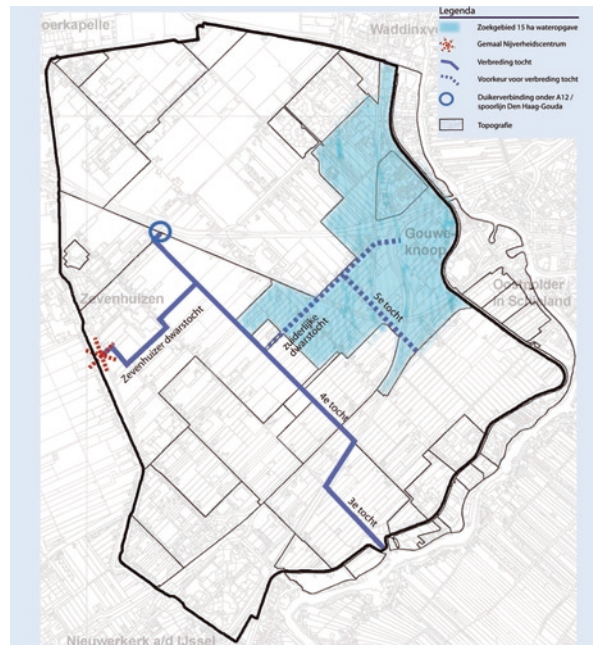 Legenda
Zoekgebied 15 ha wateropgave
Gemaal Nijverheidscentrum
Verbreding tocht
Voorkeur voor verbreding tocht
Duikerverbinding onder A12 /
spoorlijn Den Haag-Gouda
Topografie
oerkapelle
Waddinxve
Gouwe-
knoop
Oostpolder
in Schieland
Zevenhuizen
Zevenhuizer dwarstocht
zuiderlijke
dwarstocht
5e tocht
4e tocht
3e tocht
Nieuwerkerk a/d IJssel